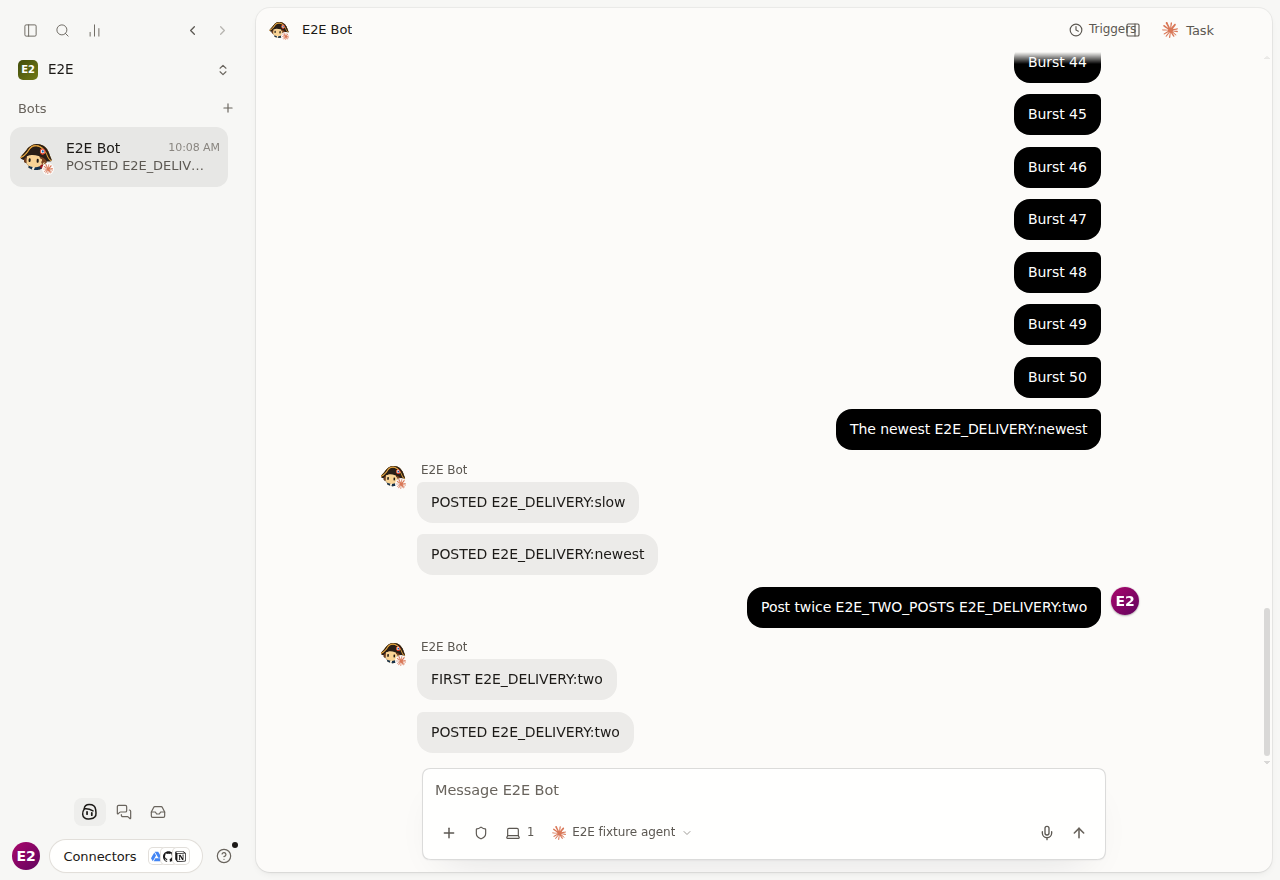 E2E Bot
Triggers
Task
E2 E2E
Bots
E2E Bot
10:08 AM
POSTED E2E_DELIV…
Burst 44
Burst 45
Burst 46
Burst 47
Burst 48
Burst 49
Burst 50
The newest E2E_DELIVERY:newest
E2E Bot
POSTED E2E_DELIVERY:slow
POSTED E2E_DELIVERY:newest
Post twice E2E_TWO_POSTS E2E_DELIVERY:two
E2
E2E Bot
FIRST E2E_DELIVERY:two
POSTED E2E_DELIVERY:two
Message E2E Bot
1
E2E fixture agent
E2
Connectors